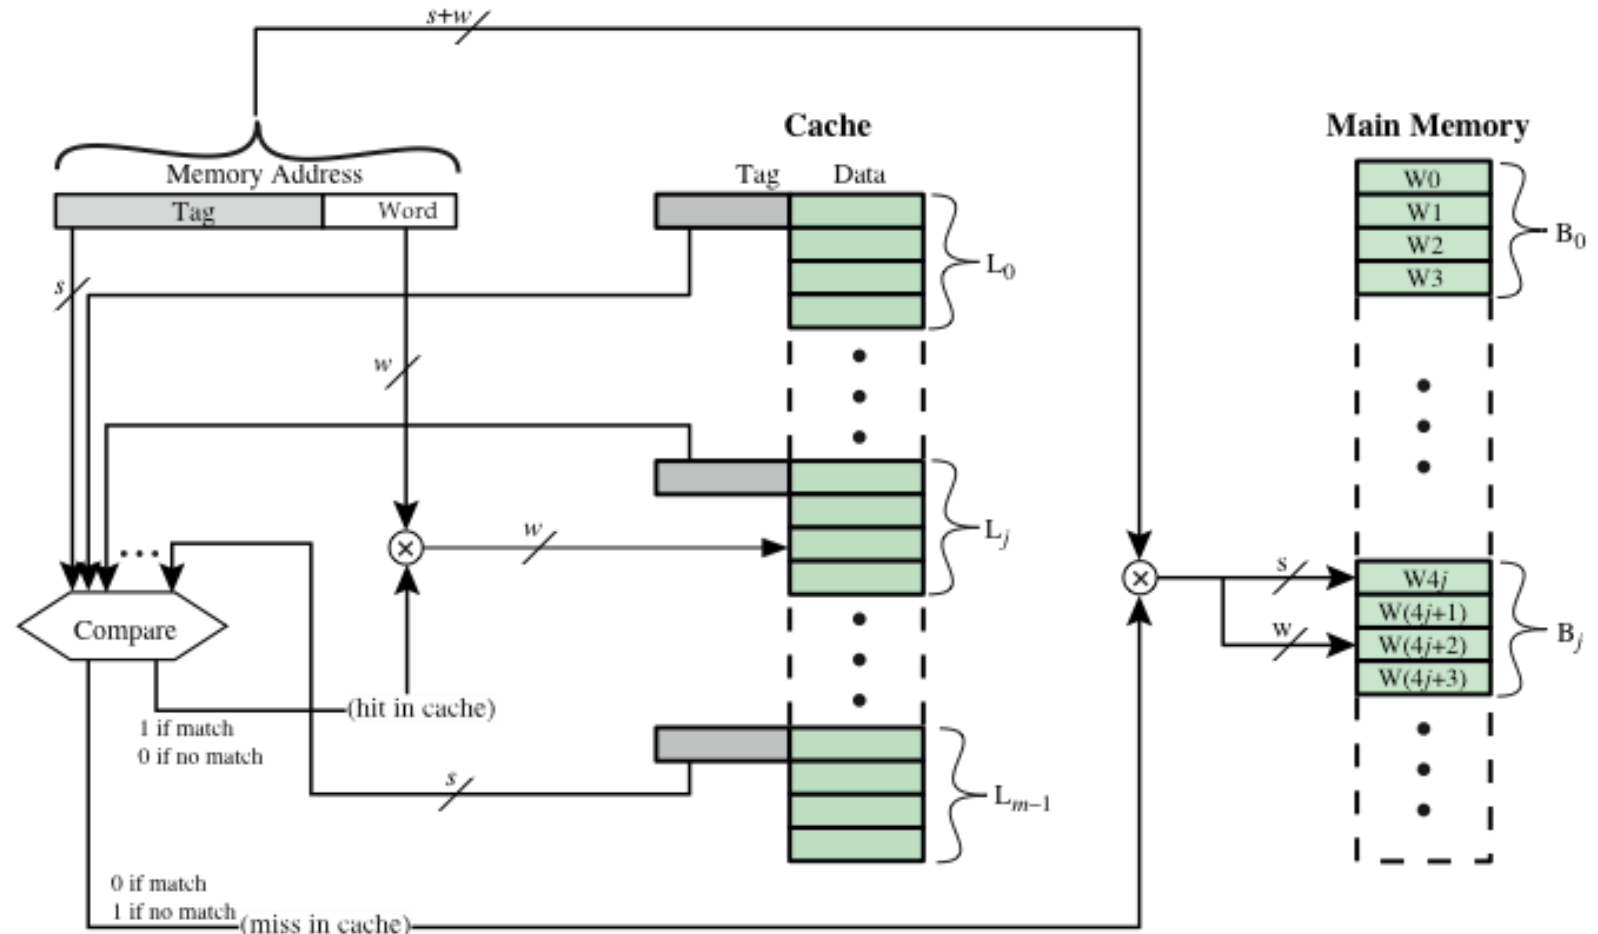 s+w
Cache
Main Memory
Memory Address
Tag Data
Tag Word
W0
W1
W2
W3
B0
L0
s
w
w
Lj
Compare
s
w
W4j
W(4j+1)
W(4j+2)
W(4j+3)
Bj
(hit in cache)
1 if match
0 if no match
s
Lm−1
0 if match
1 if no match
(miss in cache)